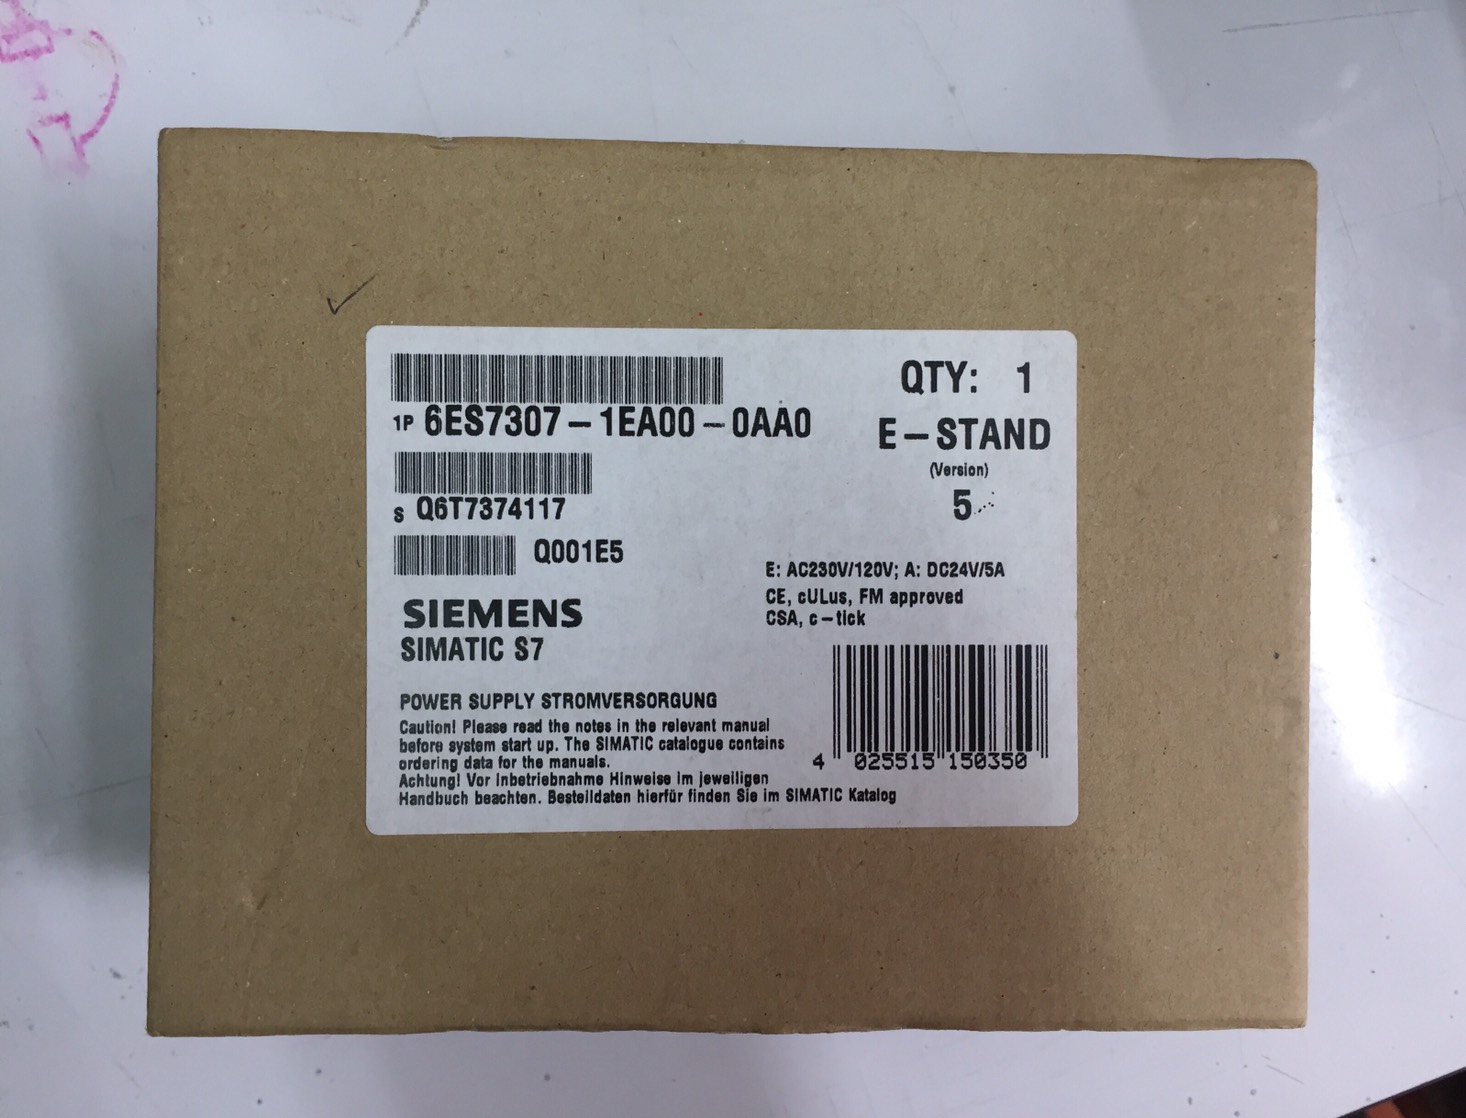 QTY: 1
1P 6ES7307-1EA00-0AA0
E-STAND
(Version)
5
S Q6T7374117
Q001E5
E: AC230V/120V; A: DC24V/5A
CE, cULus, FM approved
CSA, c-tick
SIEMENS
SIMATIC S7
POWER SUPPLY STROMVERSORGUNG
Caution! Please read the notes in the relevant manual
before system start up. The SIMATIC catalogue contains
ordering data for the manuals.
Achtung! Vor Inbetriebnahme Hinweise im jeweiligen
Handbuch beachten. Bestelldaten hierfür finden Sie im SIMATIC Katalog
4 025515 150350